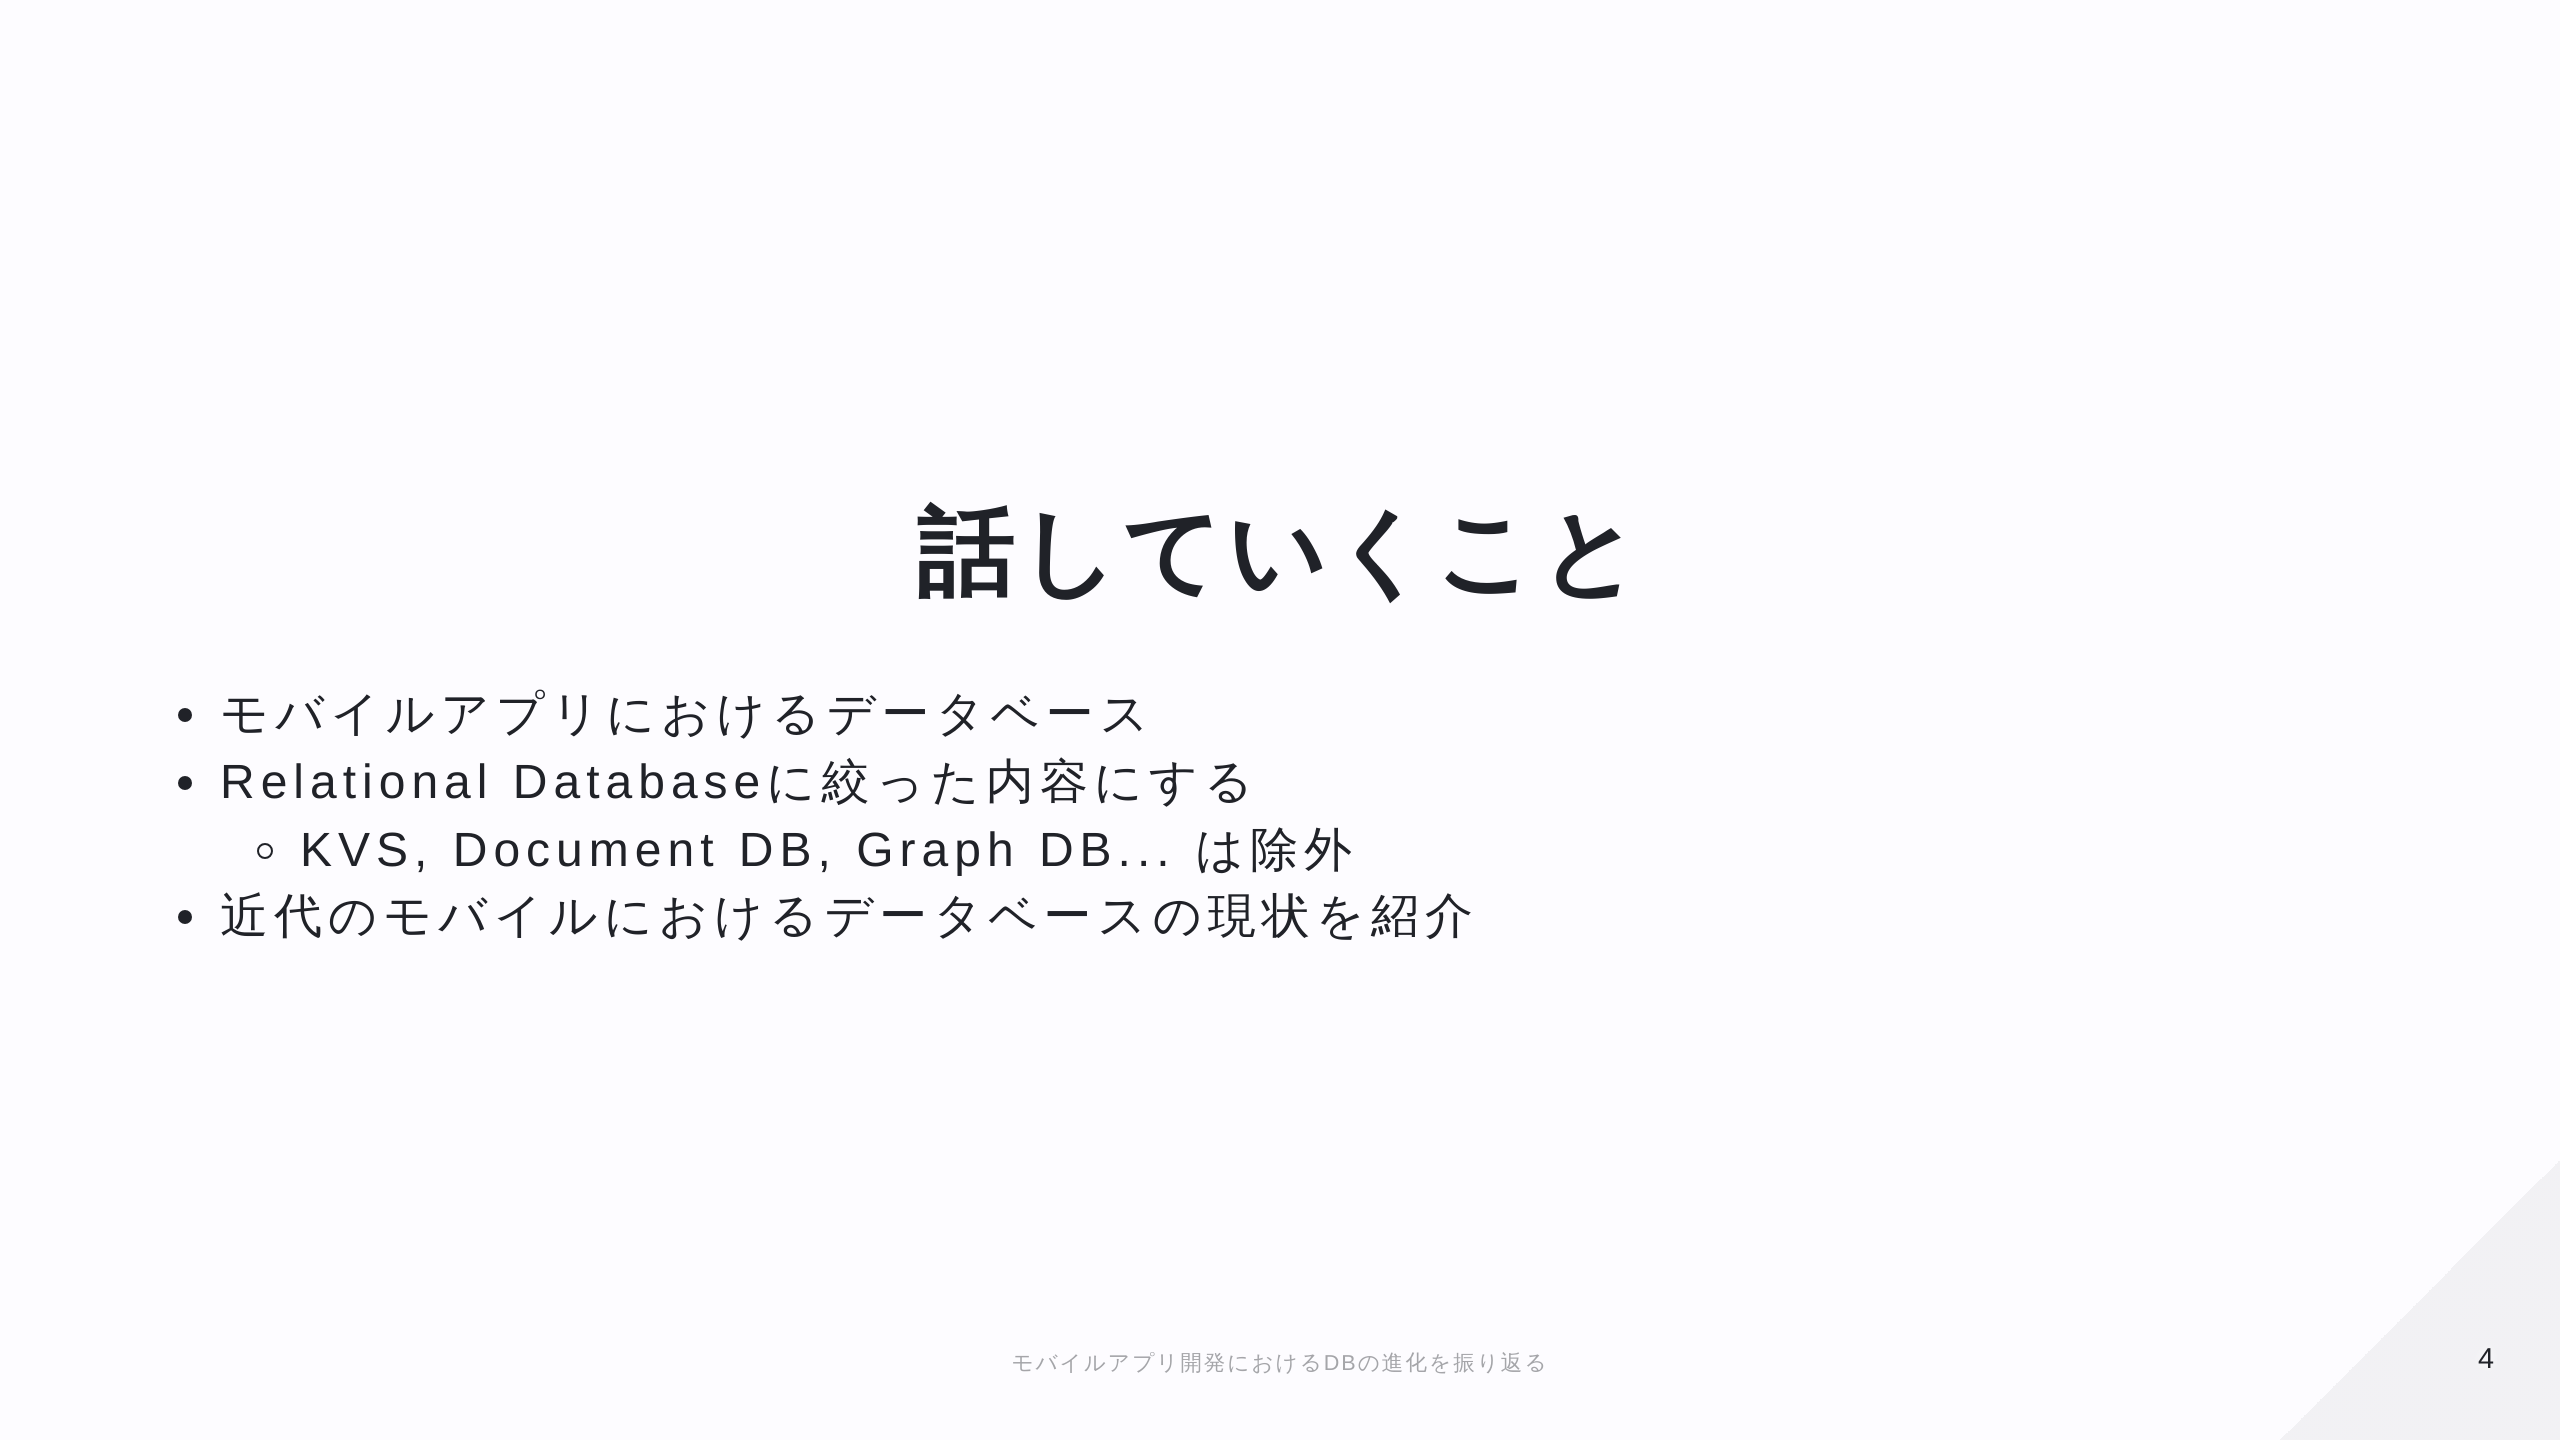 話していくこと
モバイルアプリにおけるデータベース
Relational Databaseに絞った内容にする
KVS, Document DB, Graph DB... は除外
近代のモバイルにおけるデータベースの現状を紹介
モバイルアプリ開発におけるDBの進化を振り返る
4